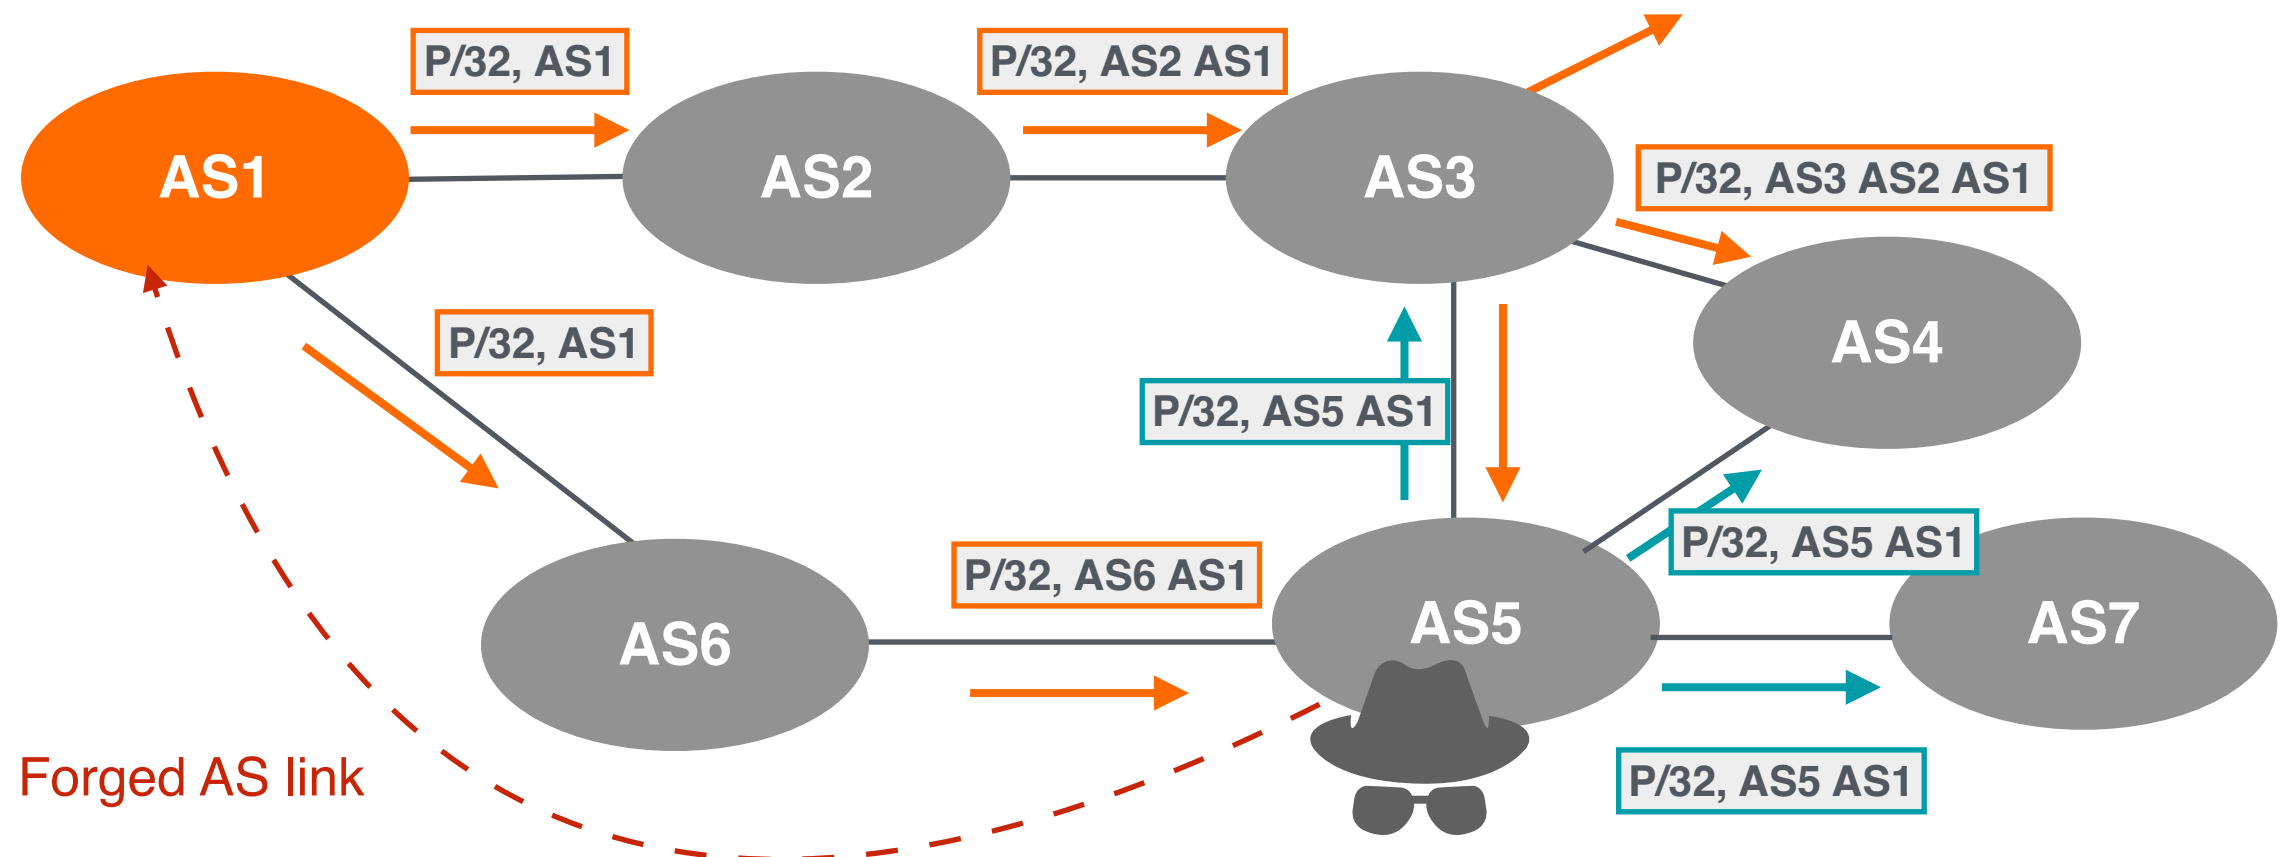 P/32, AS1
P/32, AS2 AS1
AS1
AS2
AS3
P/32, AS3 AS2 AS1
P/32, AS1
AS4
P/32, AS5 AS1
P/32, AS6 AS1
P/32, AS5 AS1
AS6
AS5
AS7
Forged AS link
P/32, AS5 AS1